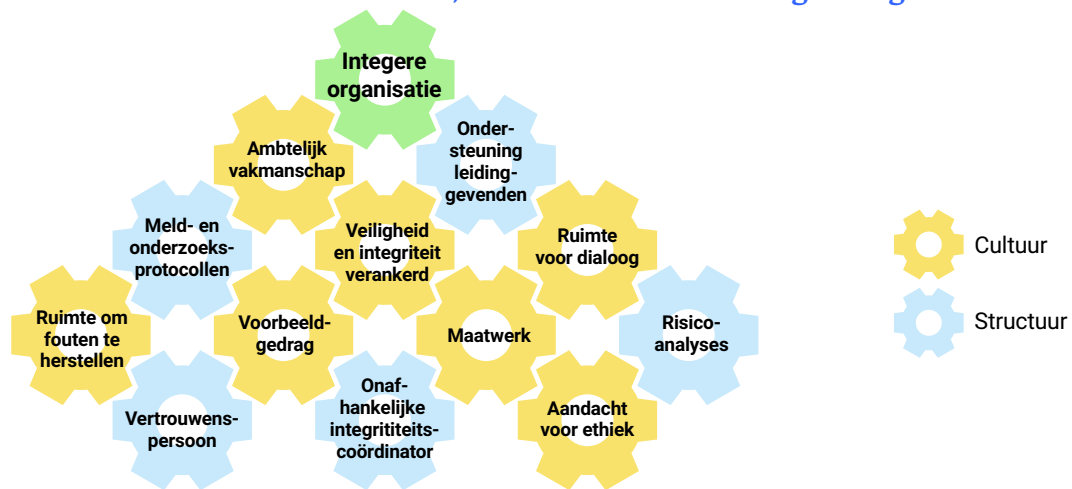 Integere
organisatie
Ambtelijk
vakmanschap
Onder-
steuning
leiding-
gevenden
Meld- en
onderzoeks-
protocollen
Veiligheid
en integriteit
verankerd
Ruimte
voor dialoog
Ruimte om
fouten te
herstellen
Voorbeeld-
gedrag
Maatwerk
Risico-
analyses
Vertrouwens-
persoon
Onaf-
hankelijke
integrititeits-
coördinator
Aandacht
voor ethiek
Cultuur
Structuur